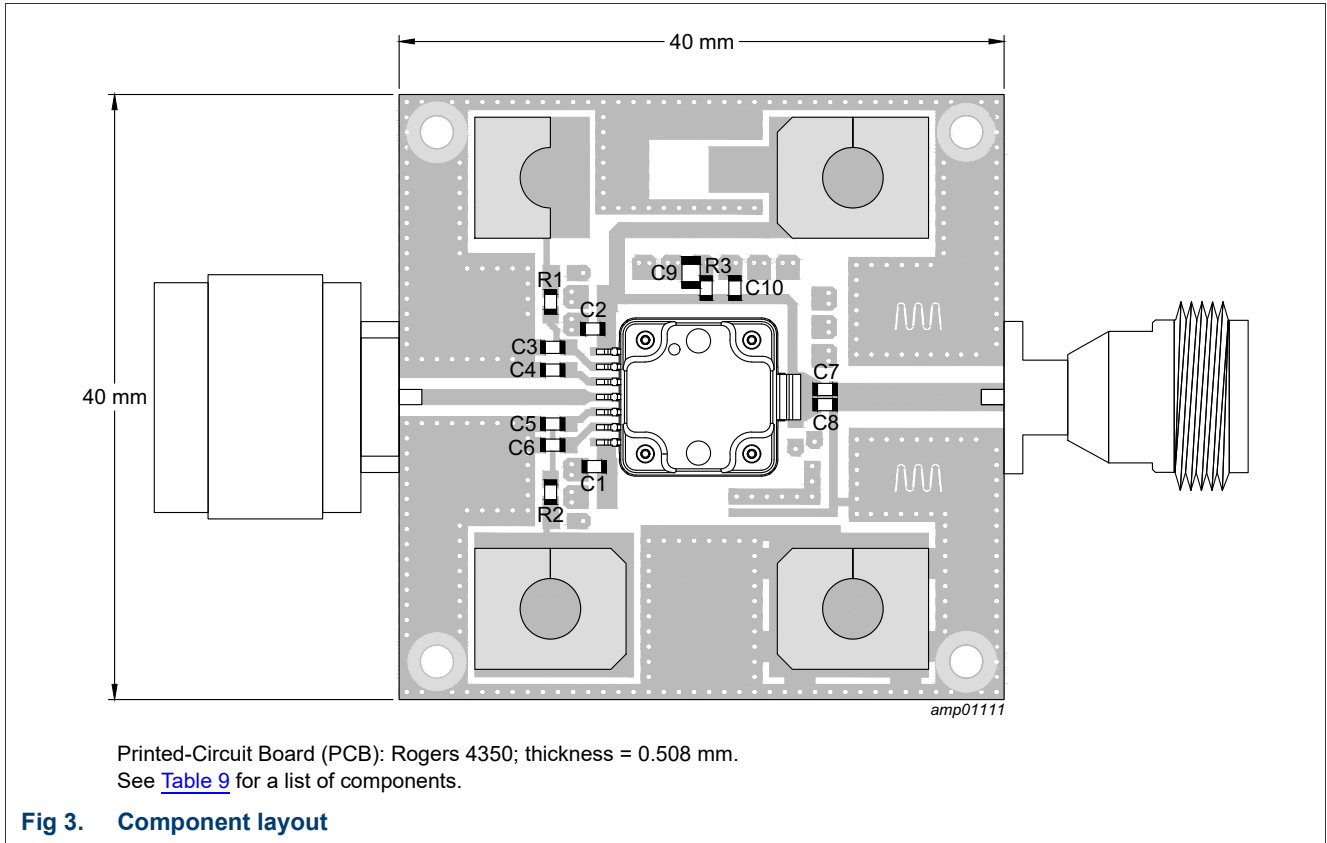 40 mm
40 mm
C9
R3
C10
R1
C2
C3
C4
C7
C5
C8
C6
C1
R2
amp01111
Printed-Circuit Board (PCB): Rogers 4350; thickness = 0.508 mm.
See Table 9 for a list of components.
Fig 3. Component layout